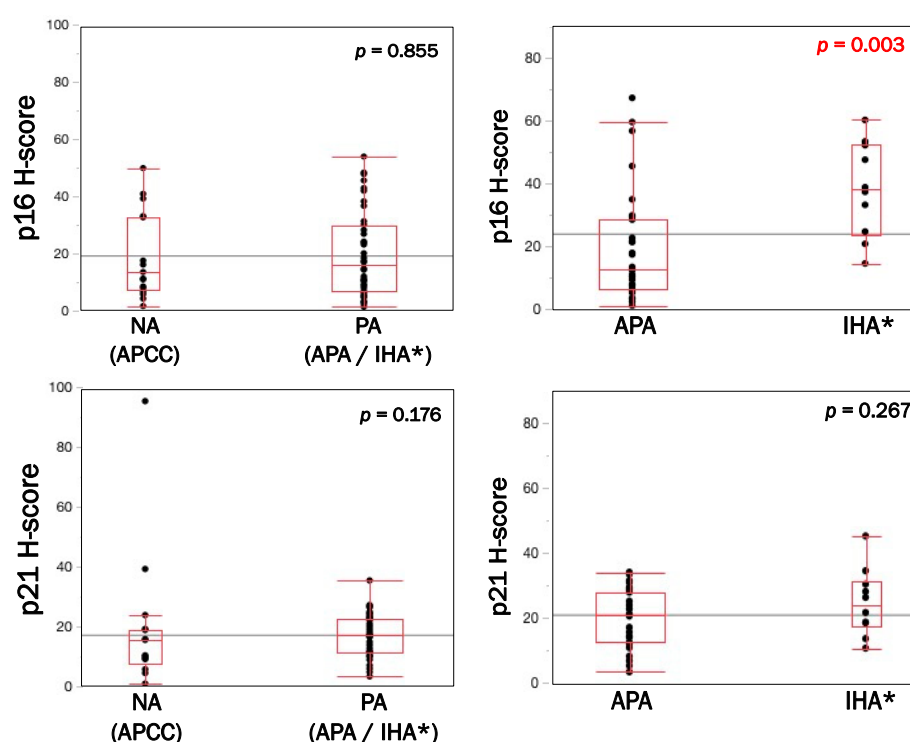 100
80
60
40
20
0
p16 H-score
p = 0.855
NA
(APCC)
PA
(APA / IHA*)
80
60
40
20
0
p16 H-score
p = 0.003
APA
IHA*
100
80
60
40
20
0
p21 H-score
p = 0.176
NA
(APCC)
PA
(APA / IHA*)
80
60
40
20
0
p21 H-score
p = 0.267
APA
IHA*